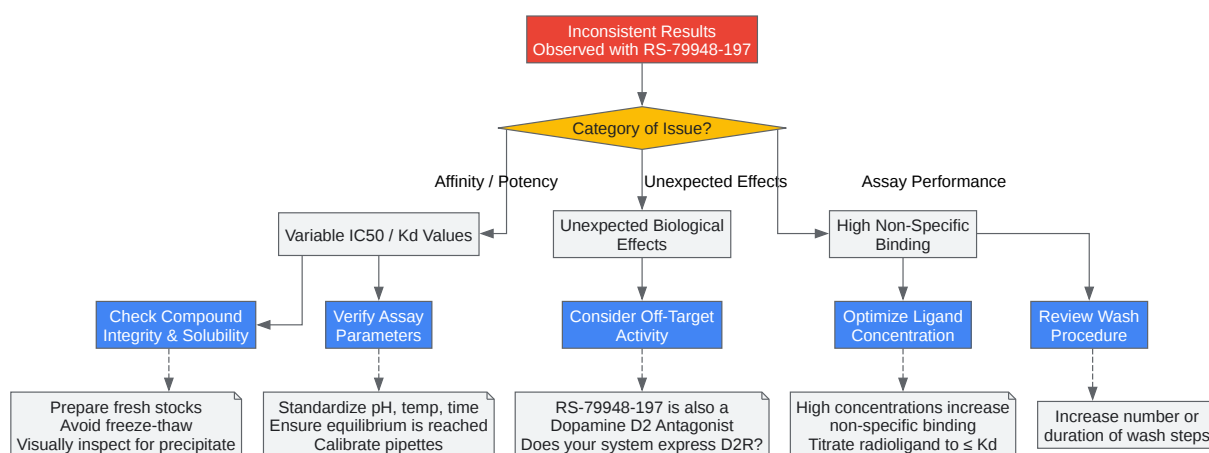 Inconsistent Results
Observed with RS-79948-197
Category of Issue?
Affinity / Potency
Unexpected Effects
Assay Performance
Variable IC50 / Kd Values
Unexpected Biological
Effects
High Non-Specific
Binding
Check Compound
Integrity & Solubility
Verify Assay
Parameters
Consider Off-Target
Activity
Optimize Ligand
Concentration
Review Wash
Procedure
Prepare fresh stocks
Avoid freeze-thaw
Visually inspect for precipitate
Standardize pH, temp, time
Ensure equilibrium is reached
Calibrate pipettes
RS-79948-197 is also a
Dopamine D2 Antagonist
Does your system express D2R?
High concentrations increase
non-specific binding
Titrate radioligand to ≤ Kd
Increase number or
duration of wash steps